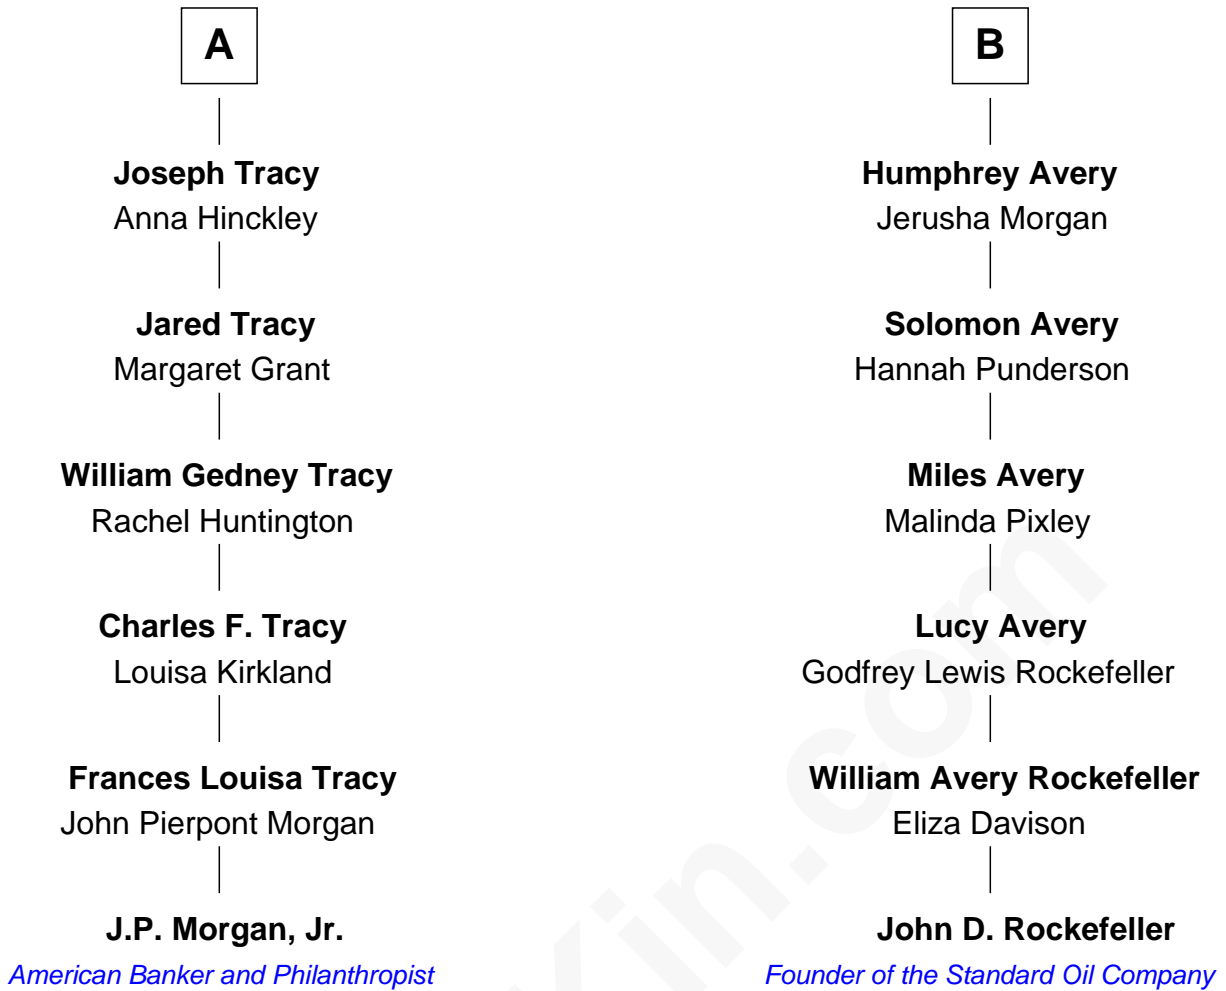 A
Joseph Tracy
Anna Hinckley
Jared Tracy
Margaret Grant
William Gedney Tracy
Rachel Huntington
Charles F. Tracy
Louisa Kirkland
Frances Louisa Tracy
John Pierpont Morgan
J.P. Morgan, Jr.
American Banker and Philanthropist
B
Humphrey Avery
Jerusha Morgan
Solomon Avery
Hannah Punderson
Miles Avery
Malinda Pixley
Lucy Avery
Godfrey Lewis Rockefeller
William Avery Rockefeller
Eliza Davison
John D. Rockefeller
Founder of the Standard Oil Company
Kin.com